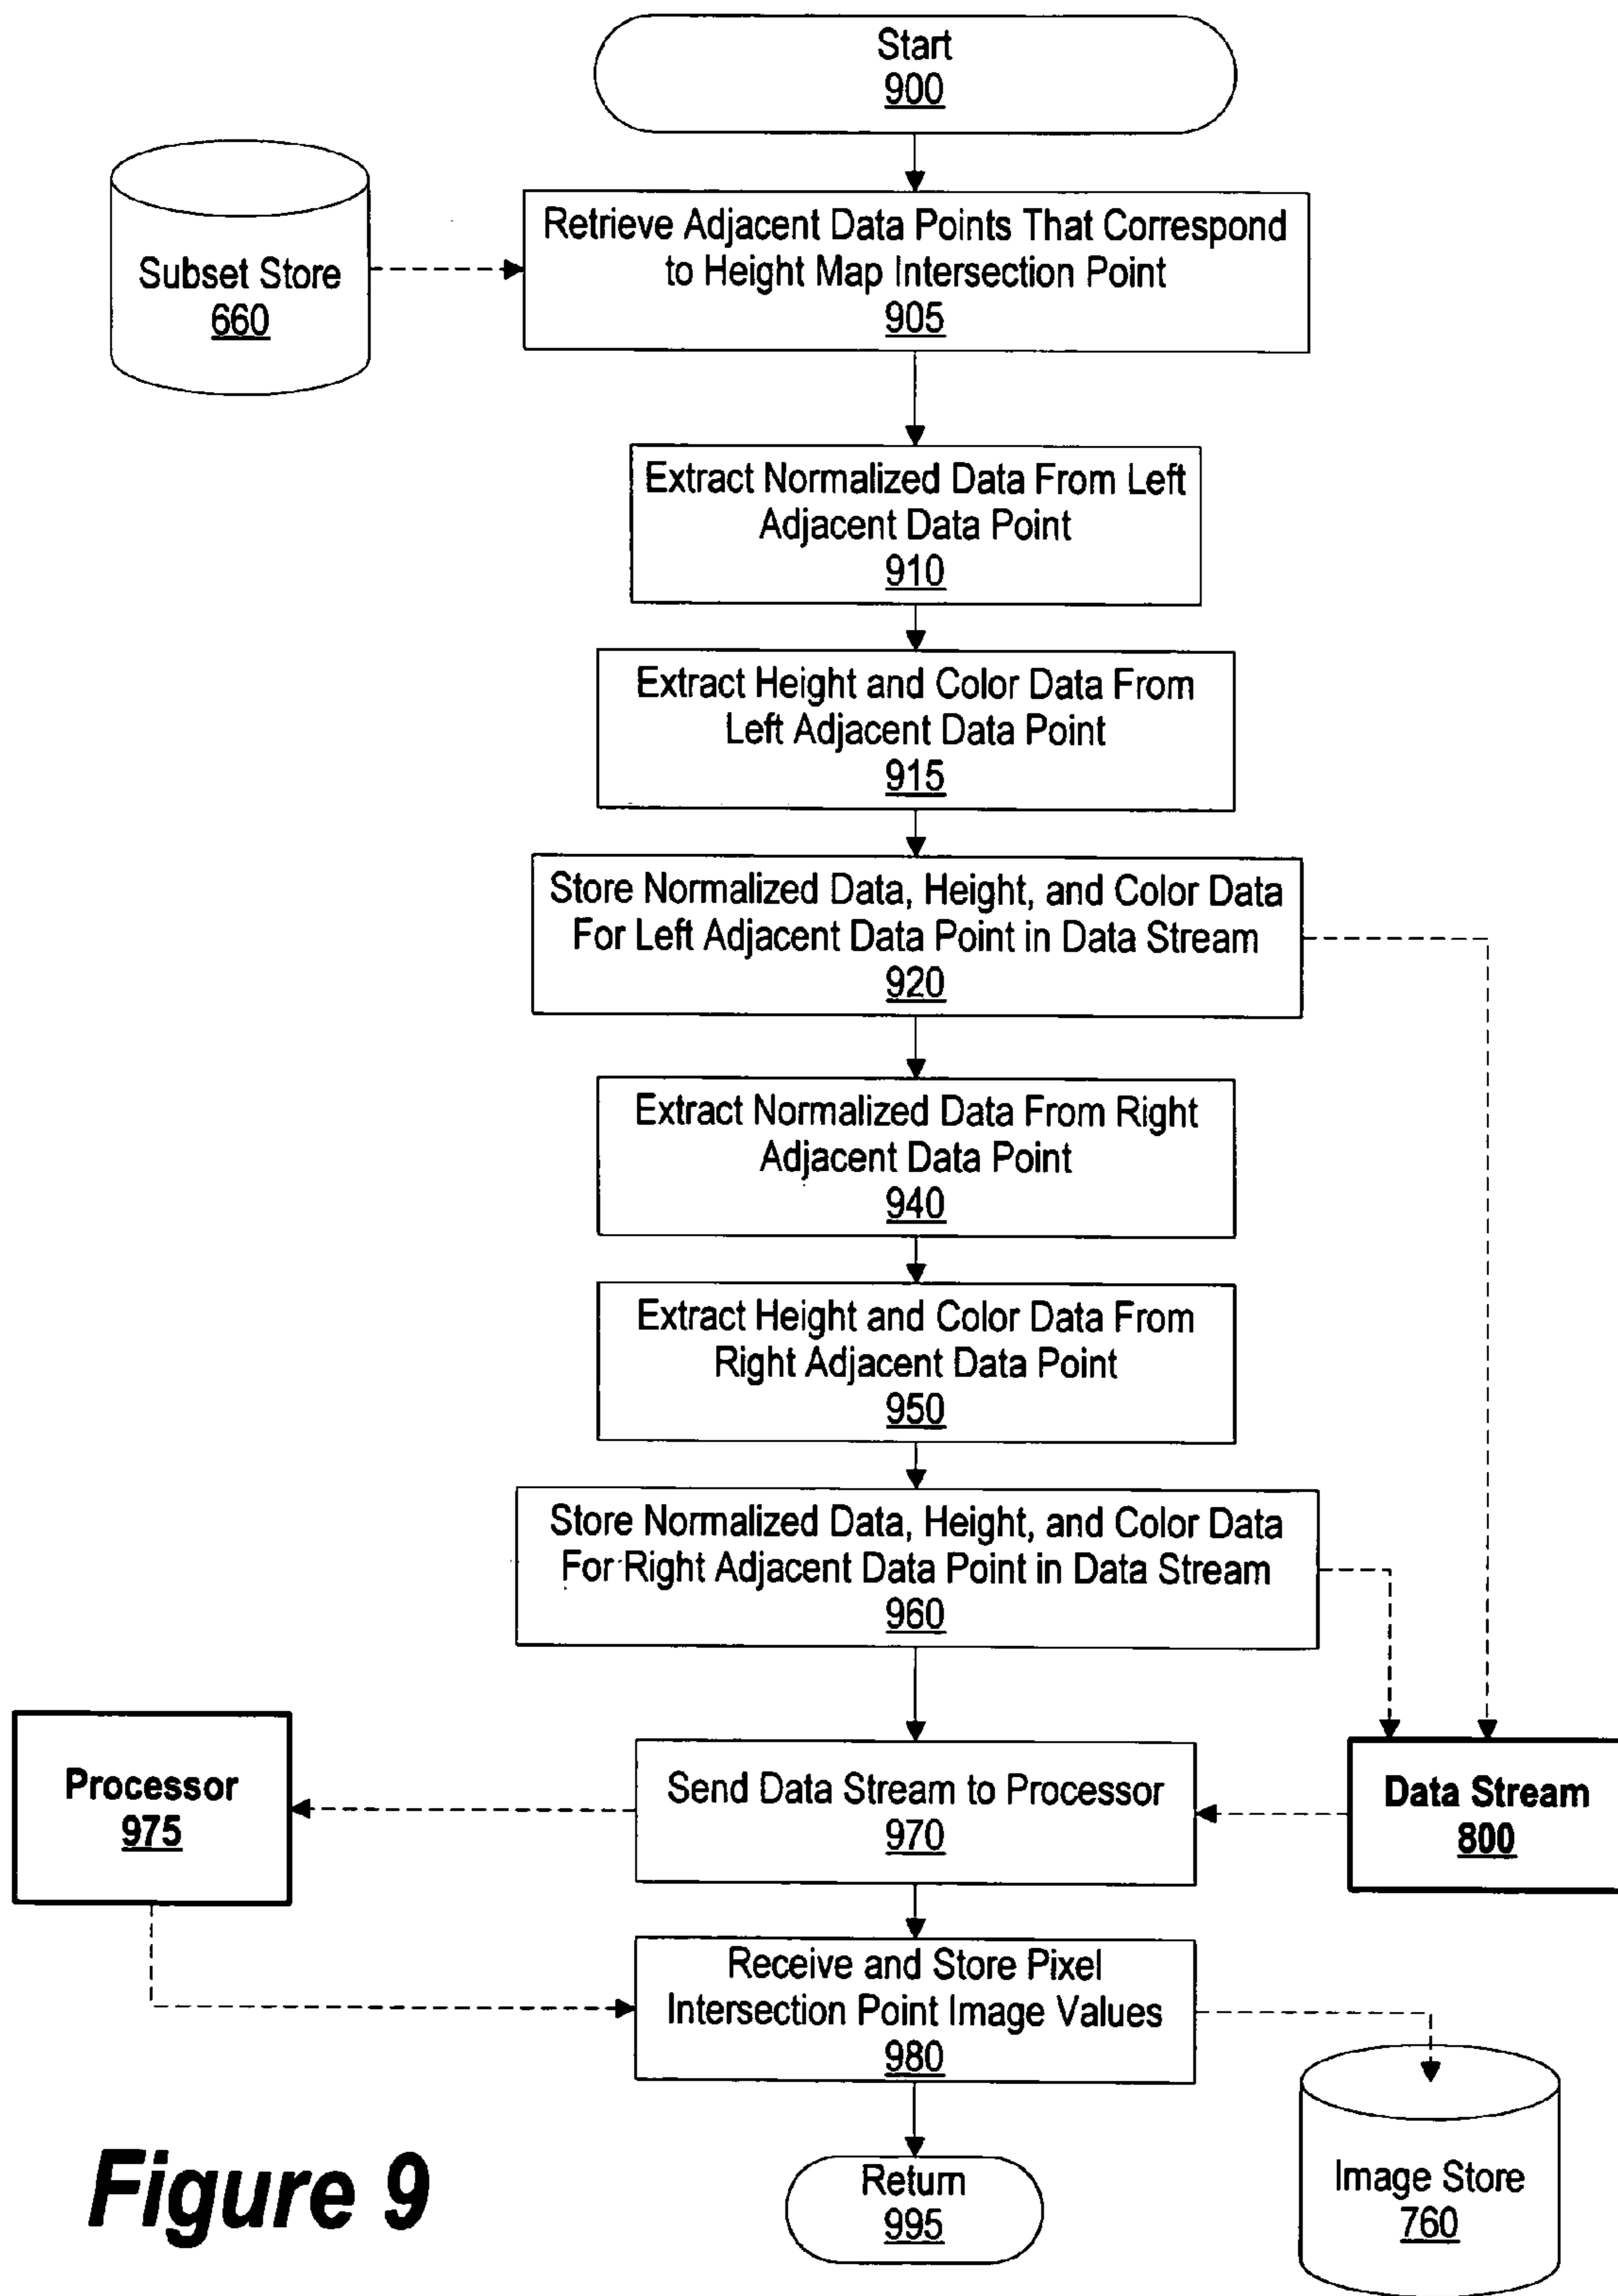 Start
900
Subset Store
660
Retrieve Adjacent Data Points That Correspond
to Height Map Intersection Point
905
Extract Normalized Data From Left
Adjacent Data Point
910
Extract Height and Color Data From
Left Adjacent Data Point
915
Store Normalized Data, Height, and Color Data
For Left Adjacent Data Point in Data Stream
920
Extract Normalized Data From Right
Adjacent Data Point
940
Extract Height and Color Data From
Right Adjacent Data Point
950
Store Normalized Data, Height, and Color Data
For Right Adjacent Data Point in Data Stream
960
Processor
975
Send Data Stream to Processor
970
Data Stream
800
Receive and Store Pixel
Intersection Point Image Values
980
Return
995
Image Store
760
Figure 9